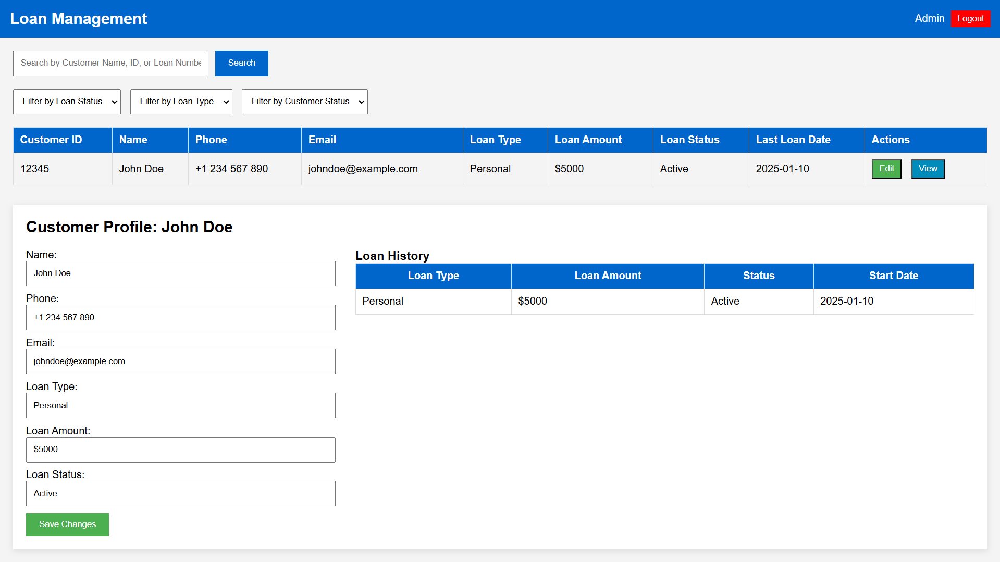 Loan Management
Admin Logout
Search by Customer Name, ID, or Loan Numbe
Search
Filter by Loan Status Filter by Loan Type Filter by Customer Status
Customer ID Name Phone Email Loan Type Loan Amount Loan Status Last Loan Date Actions
12345 John Doe +1 234 567 890 johndoe@example.com Personal $5000 Active 2025-01-10 Edit View
Customer Profile: John Doe
Name:
John Doe
Phone:
+1 234 567 890
Email:
johndoe@example.com
Loan Type:
Personal
Loan Amount:
$5000
Loan Status:
Active
Save Changes
Loan History
Loan Type Loan Amount Status Start Date
Personal $5000 Active 2025-01-10